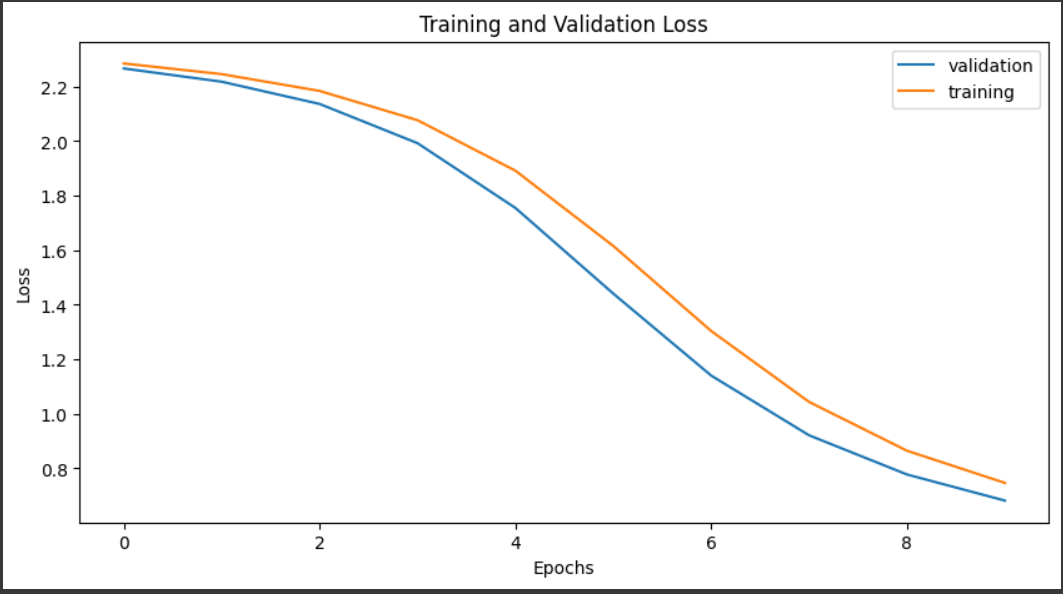 Training and Validation Loss
validation
training
2.2
2.0
1.8
1.6
1.4
1.2
1.0
0.8
Loss
0 2 4 6 8
Epochs